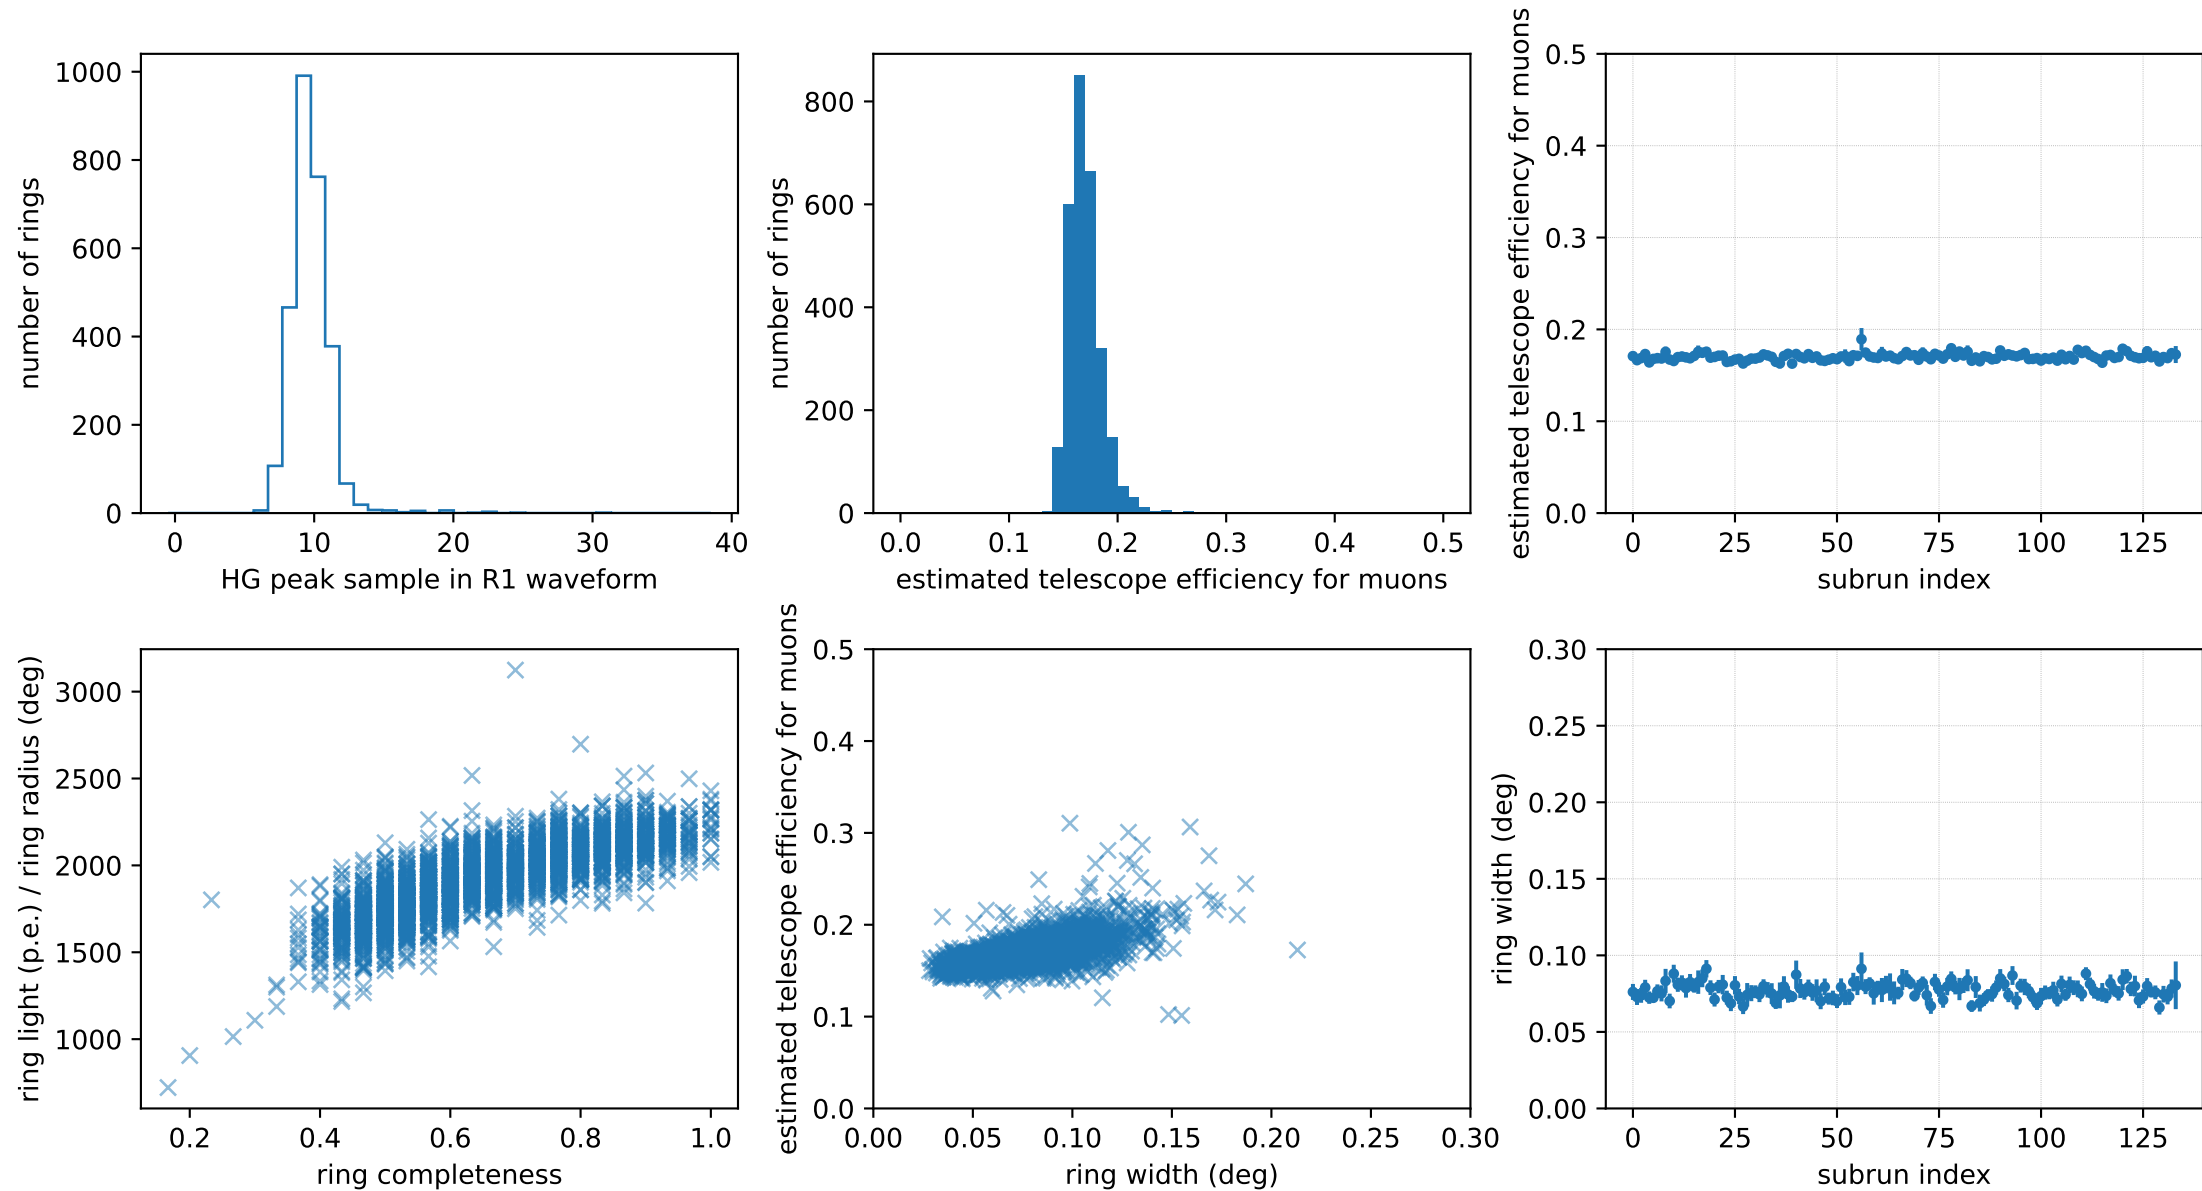 number of rings
1000
800
600
400
200
0
0 10 20 30 40
HG peak sample in R1 waveform
number of rings
800
600
400
200
0
0.0 0.1 0.2 0.3 0.4 0.5
estimated telescope efficiency for muons
estimated telescope efficiency for muons
0.5
0.4
0.3
0.2
0.1
0.0
0 25 50 75 100 125
subrun index
ring light (p.e.) / ring radius (deg)
3000
2500
2000
1500
1000
0.2 0.4 0.6 0.8 1.0
ring completeness
estimated telescope efficiency for muons
0.5
0.4
0.3
0.2
0.1
0.0
0.00 0.05 0.10 0.15 0.20 0.25 0.30
ring width (deg)
ring width (deg)
0.30
0.25
0.20
0.15
0.10
0.05
0.00
0 25 50 75 100 125
subrun index